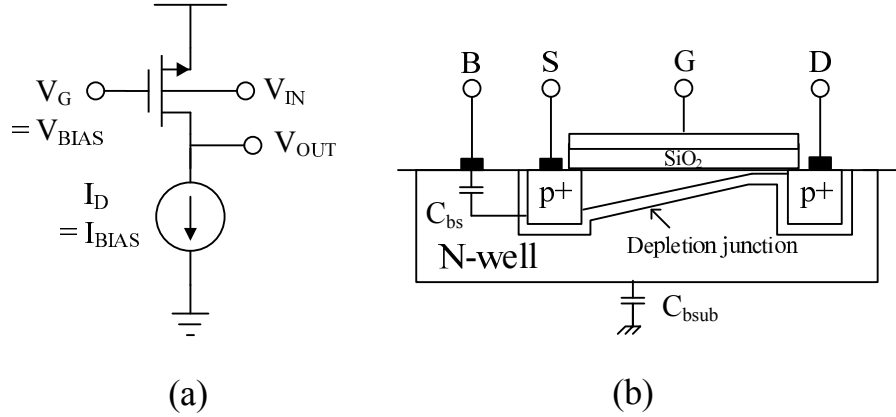 V_G
= V_BIAS
V_IN
V_OUT
I_D
= I_BIAS
(a)
B
S
G
D
SiO₂
p+
p+
C_bs
Depletion junction
N-well
C_bsub
(b)